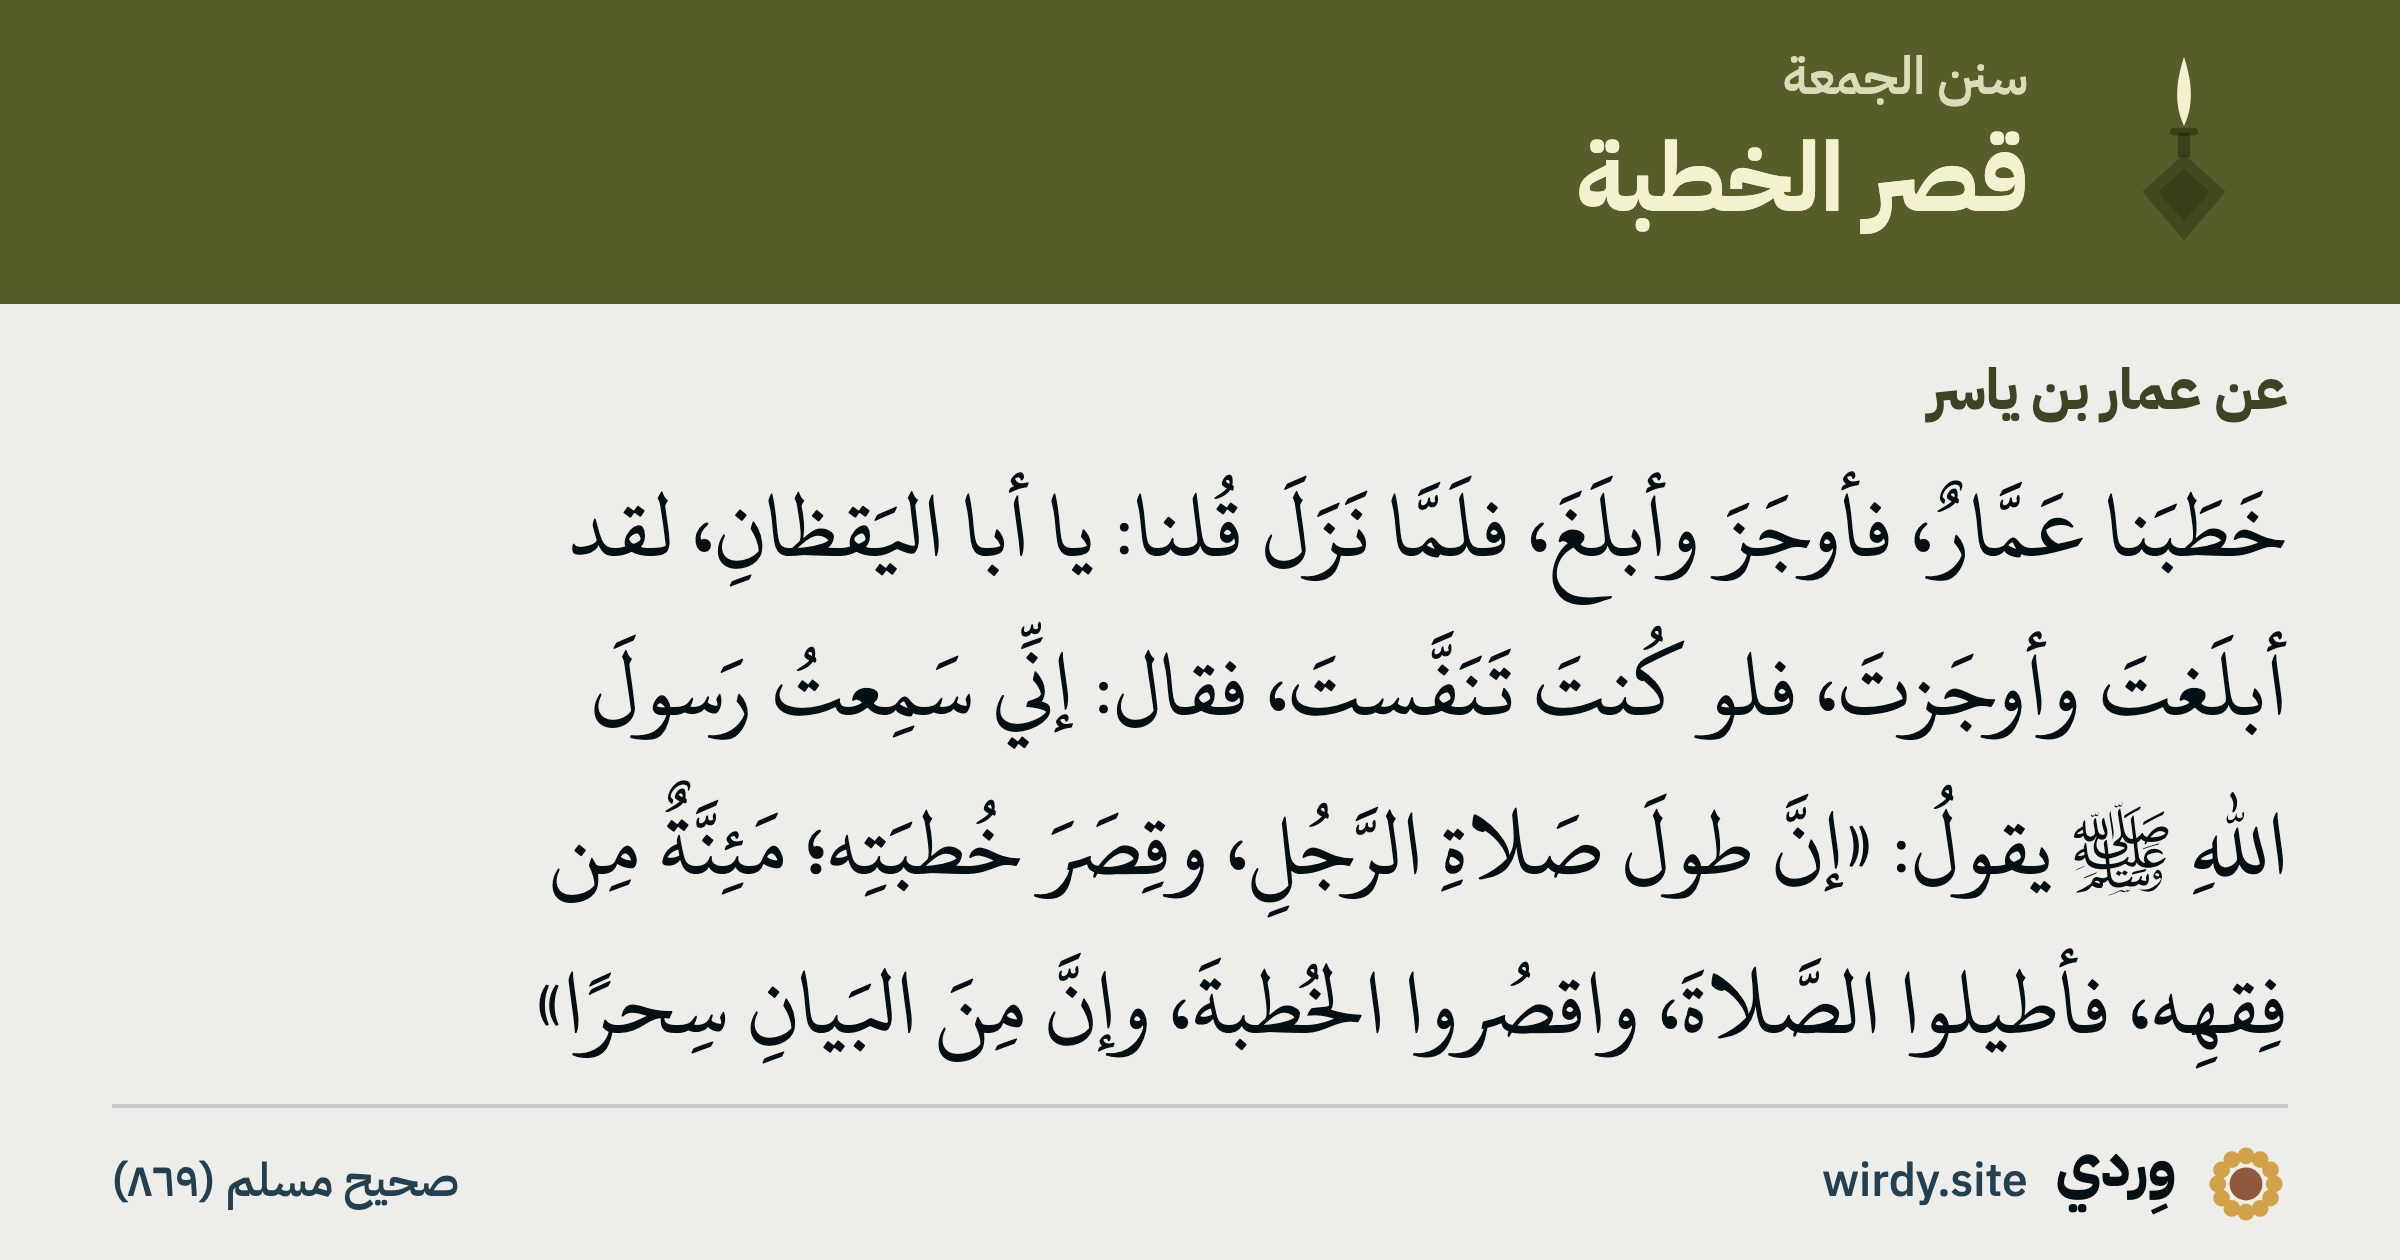 سنن الجمعة
قصر الخطبة
عن عمار بن ياسر
خَطَبَنا عَمَّارٌ، فأوجَزَ وأبلَغَ، فلَمَّا نَزَلَ قُلنا: يا أبا اليَقظانِ، لقد
أبلَغتَ وأوجَزتَ، فلو كُنتَ تَنَفَّستَ، فقال: إنِّي سَمِعتُ رَسولَ
اللهِ ﷺ يقولُ: «إنَّ طولَ صَلاةِ الرَّجُلِ، وقِصَرَ خُطبَتِه؛ مَئِنَّةٌ مِن
فِقهِه، فأطيلوا الصَّلاةَ، واقصُروا الخُطبةَ، وإنَّ مِنَ البَيانِ سِحرًا»
وِردي wirdy.site
صحيح مسلم (٨٦٩)